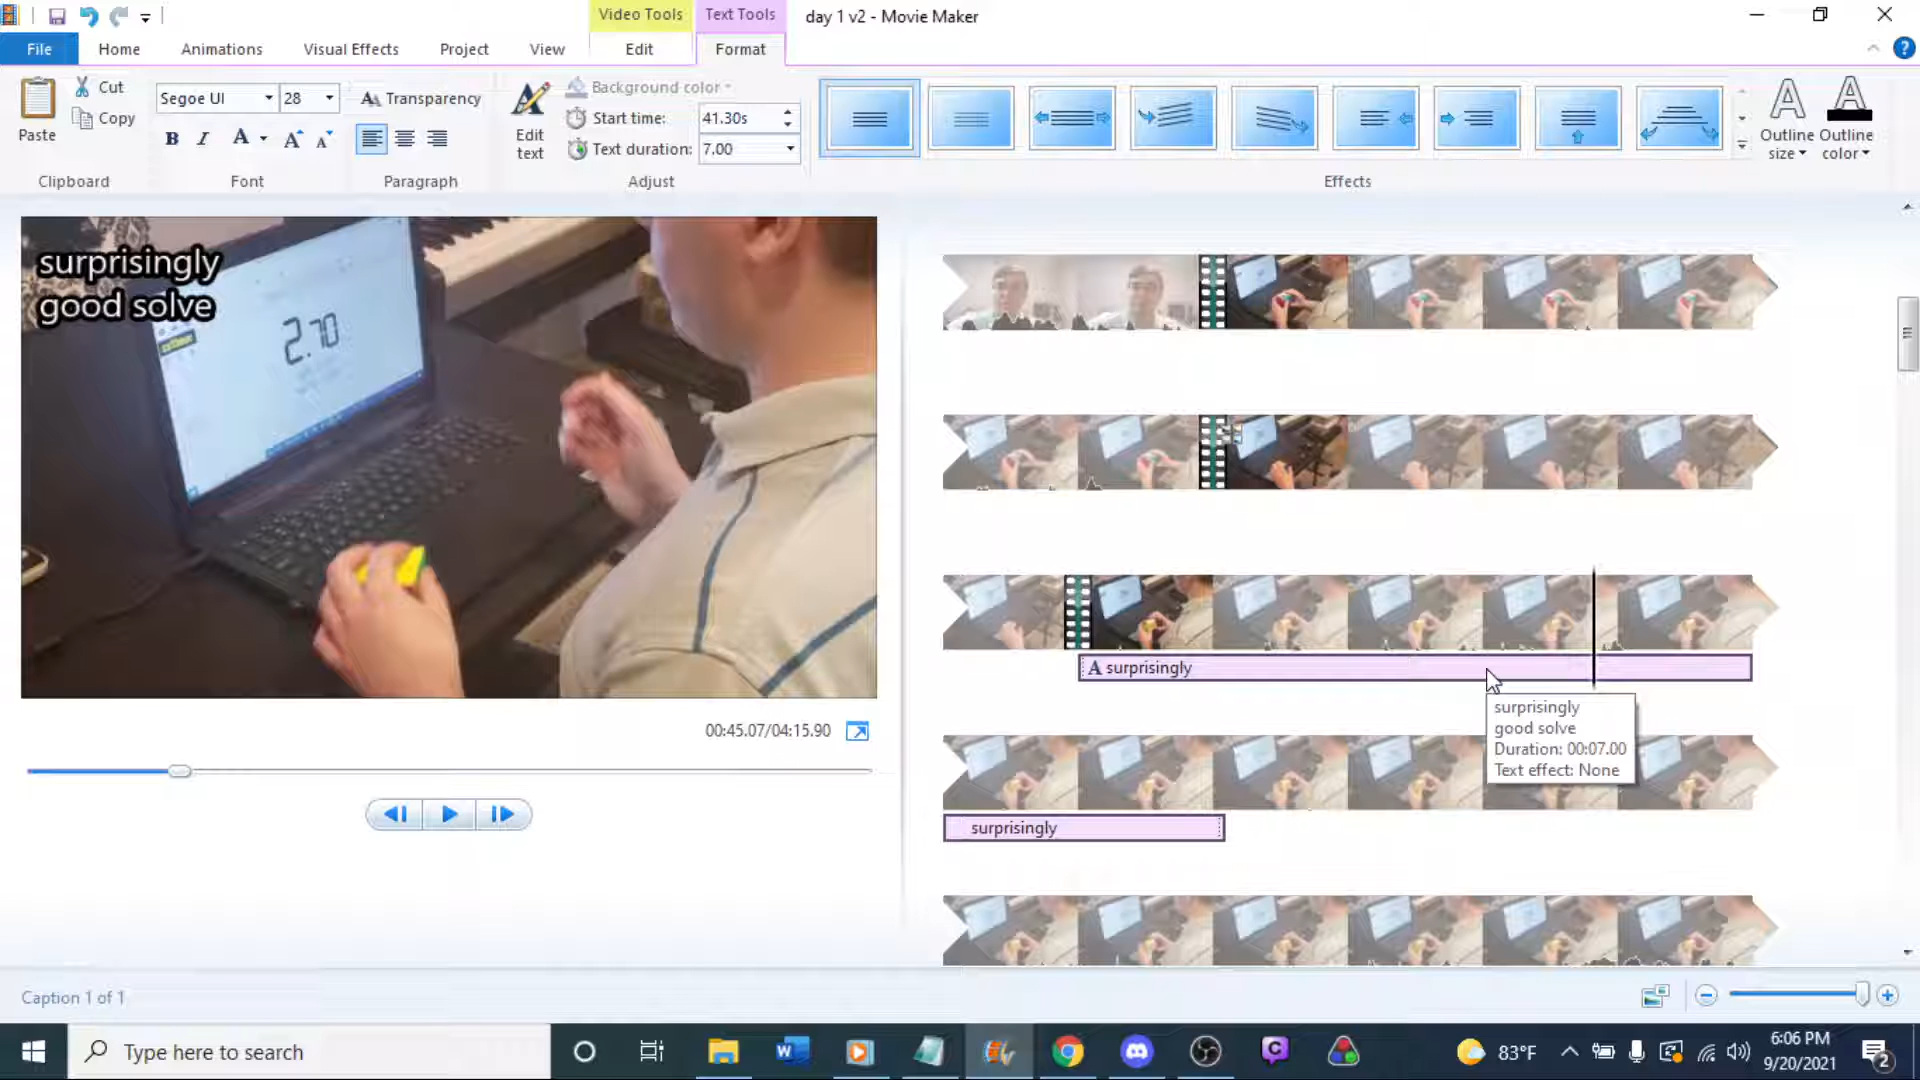 Video Tools
Text Tools
day 1 v2 - Movie Maker
File
Home
Animations
Visual Effects
Project
View
Edit
Format
Paste
Cut
Copy
Clipboard
Segoe UI
28
Transparency
B I A A A
Font
Paragraph
Edit
text
Background color
Start time:
41.30s
Text duration:
7.00
Adjust
Effects
Outline
size
Outline
color
surprisingly
good solve
2.70
00:45.07/04:15.90
A surprisingly
surprisingly
good solve
Duration: 00:07.00
Text effect: None
surprisingly
Caption 1 of 1
Type here to search
83°F
6:06 PM
9/20/2021
2